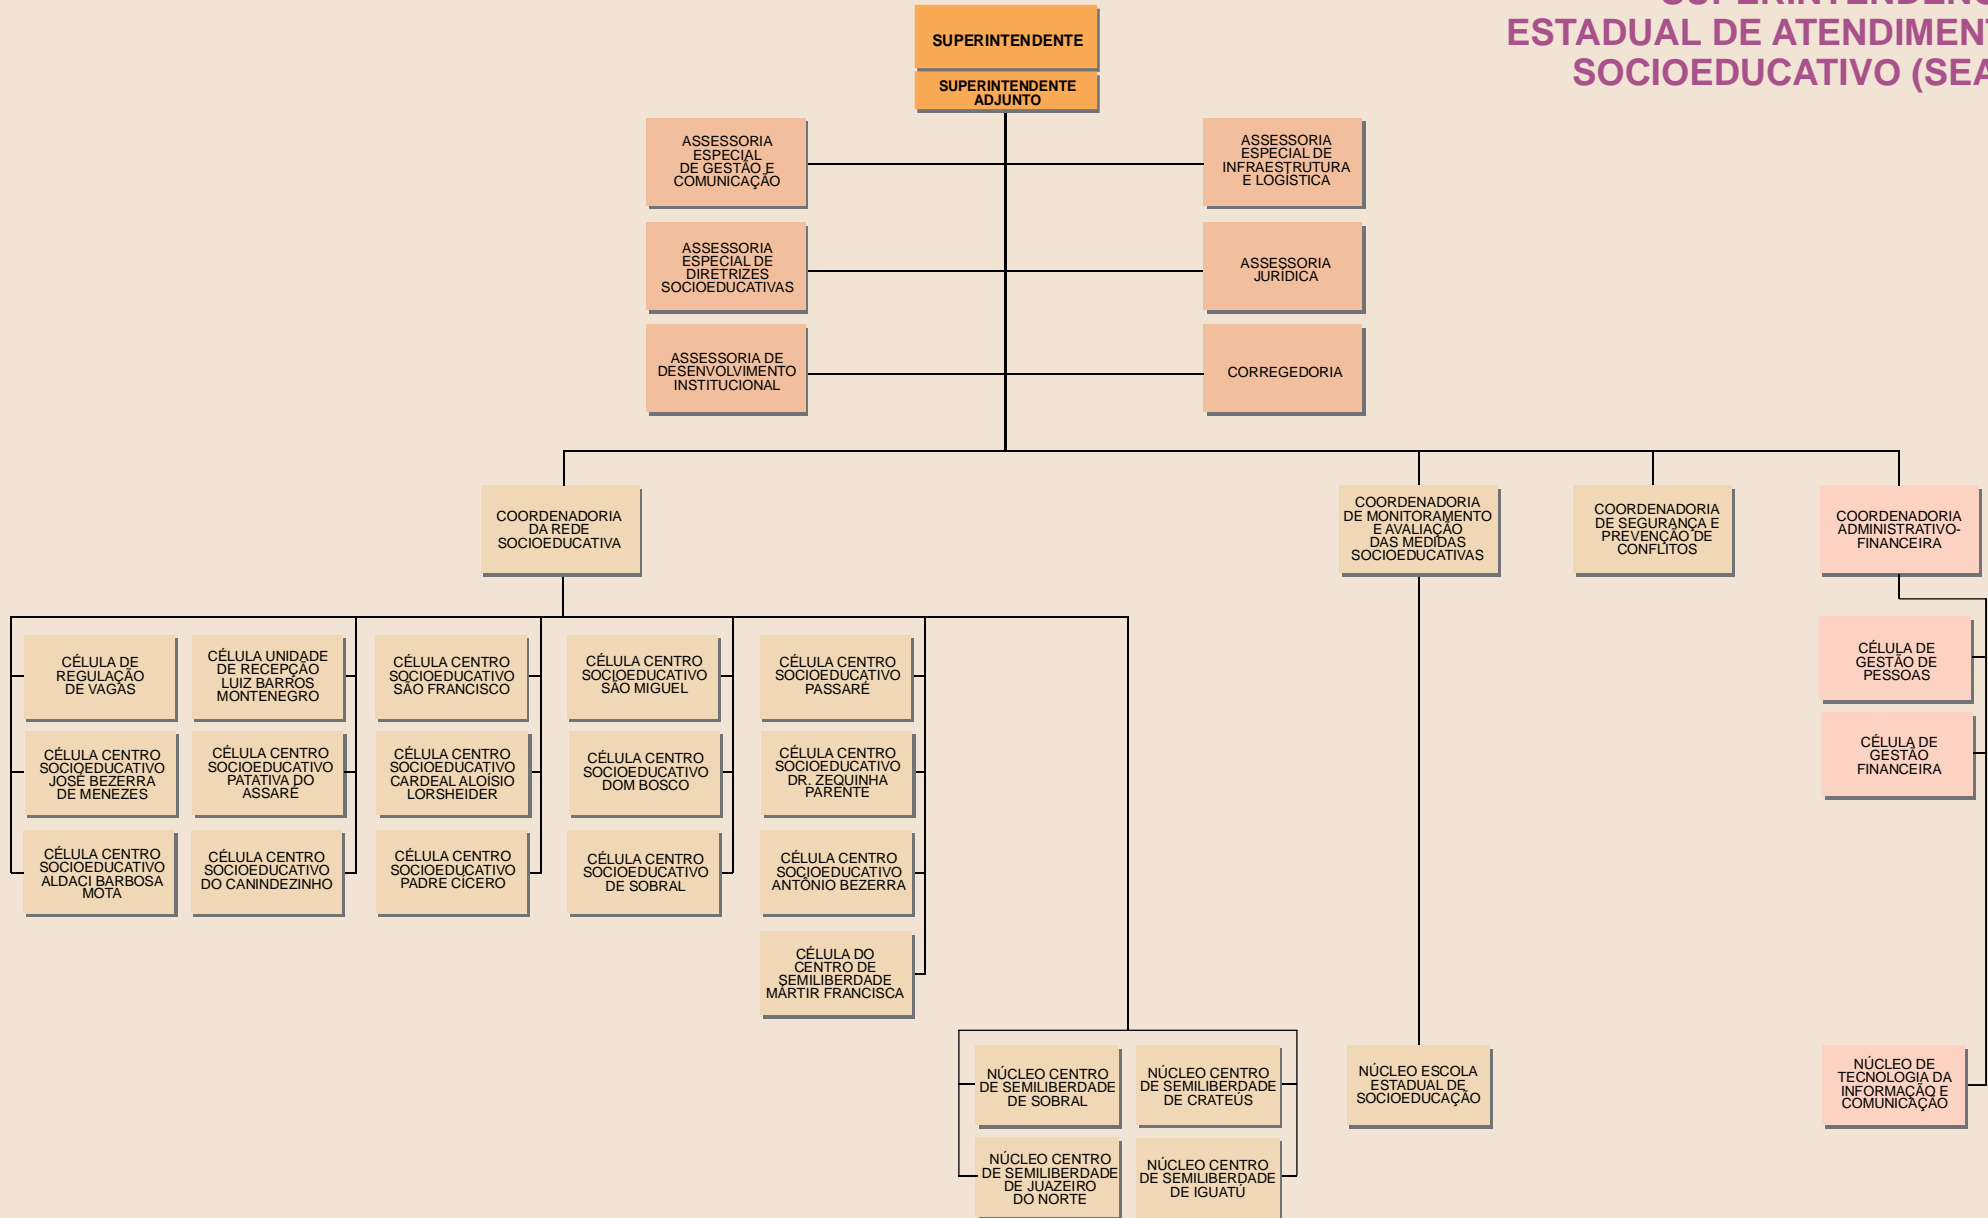 ESTADUAL DE ATENDIMENT
SOCIOEDUCATIVO (SEA
SUPERINTENDENTE
SUPERINTENDENTE
ADJUNTO
ASSESSORIA
ESPECIAL
DE GESTÃO E
COMUNICAÇÃO
ASSESSORIA
ESPECIAL DE
INFRAESTRUTURA
E LOGÍSTICA
ASSESSORIA
ESPECIAL DE
DIRETRIZES
SOCIOEDUCATIVAS
ASSESSORIA
JURÍDICA
ASSESSORIA DE
DESENVOLVIMENTO
INSTITUCIONAL
CORREGEDORIA
COORDENADORIA
DA REDE
SOCIOEDUCATIVA
COORDENADORIA
DE MONITORAMENTO
E AVALIAÇÃO
DAS MEDIDAS
SOCIOEDUCATIVAS
COORDENADORIA
DE SEGURANÇA E
PREVENÇÃO DE
CONFLITOS
COORDENADORIA
ADMINISTRATIVO-
FINANCEIRA
CÉLULA DE
REGULAÇÃO
DE VAGAS
CÉLULA UNIDADE
DE RECEPÇÃO
LUIZ BARROS
MONTENEGRO
CÉLULA CENTRO
SOCIOEDUCATIVO
SÃO FRANCISCO
CÉLULA CENTRO
SOCIOEDUCATIVO
SÃO MIGUEL
CÉLULA CENTRO
SOCIOEDUCATIVO
PASSARÉ
CÉLULA DE
GESTÃO DE
PESSOAS
CÉLULA CENTRO
SOCIOEDUCATIVO
JOSÉ BEZERRA
DE MENEZES
CÉLULA CENTRO
SOCIOEDUCATIVO
PATATIVA DO
ASSARÉ
CÉLULA CENTRO
SOCIOEDUCATIVO
CARDEAL ALOÍSIO
LORSHEIDER
CÉLULA CENTRO
SOCIOEDUCATIVO
DOM BOSCO
CÉLULA CENTRO
SOCIOEDUCATIVO
DR. ZEQUINHA
PARENTE
CÉLULA DE
GESTÃO
FINANCEIRA
CÉLULA CENTRO
SOCIOEDUCATIVO
ALDACI BARBOSA
MOTA
CÉLULA CENTRO
SOCIOEDUCATIVO
DO CANINDEZINHO
CÉLULA CENTRO
SOCIOEDUCATIVO
PADRE CÍCERO
CÉLULA CENTRO
SOCIOEDUCATIVO
DE SOBRAL
CÉLULA CENTRO
SOCIOEDUCATIVO
ANTÔNIO BEZERRA
CÉLULA DO
CENTRO DE
SEMILIBERDADE
MÁRTIR FRANCISCA
NÚCLEO CENTRO
DE SEMILIBERDADE
DE SOBRAL
NÚCLEO CENTRO
DE SEMILIBERDADE
DE CRATEÚS
NÚCLEO ESCOLA
ESTADUAL DE
SOCIOEDUCAÇÃO
NÚCLEO DE
TECNOLOGIA DA
INFORMAÇÃO E
COMUNICAÇÃO
NÚCLEO CENTRO
DE SEMILIBERDADE
DE JUAZEIRO
DO NORTE
NÚCLEO CENTRO
DE SEMILIBERDADE
DE IGUATÚ